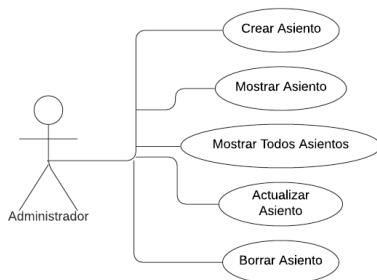 Crear Asiento
Mostrar Asiento
Mostrar Todos Asientos
Actualizar
Asiento
Administrador
Borrar Asiento